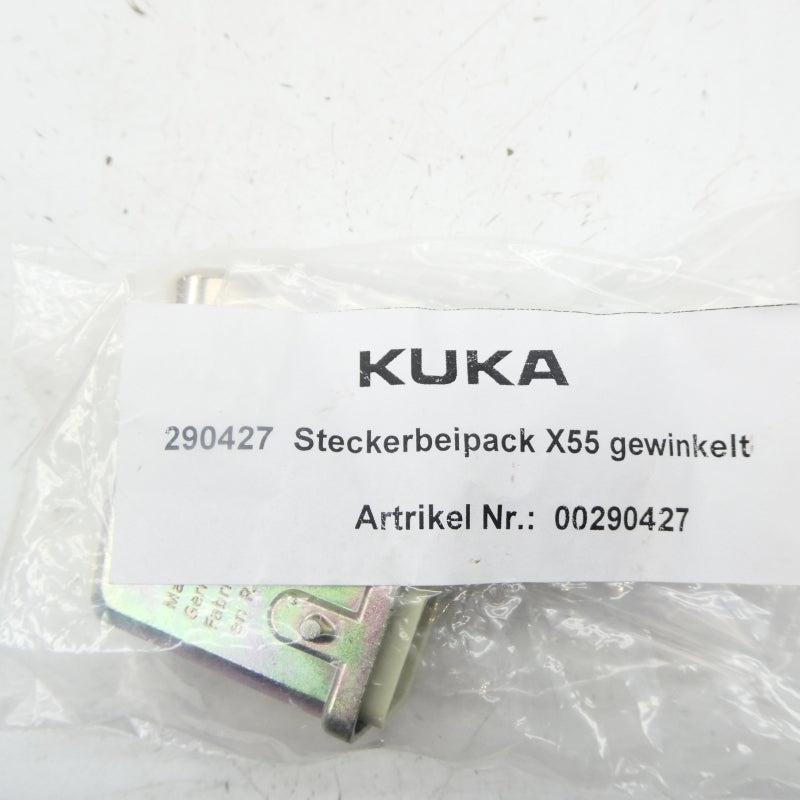 KUKA
290427 Steckerbeipack X55 gewinkelt
Artrikel Nr.: 00290427